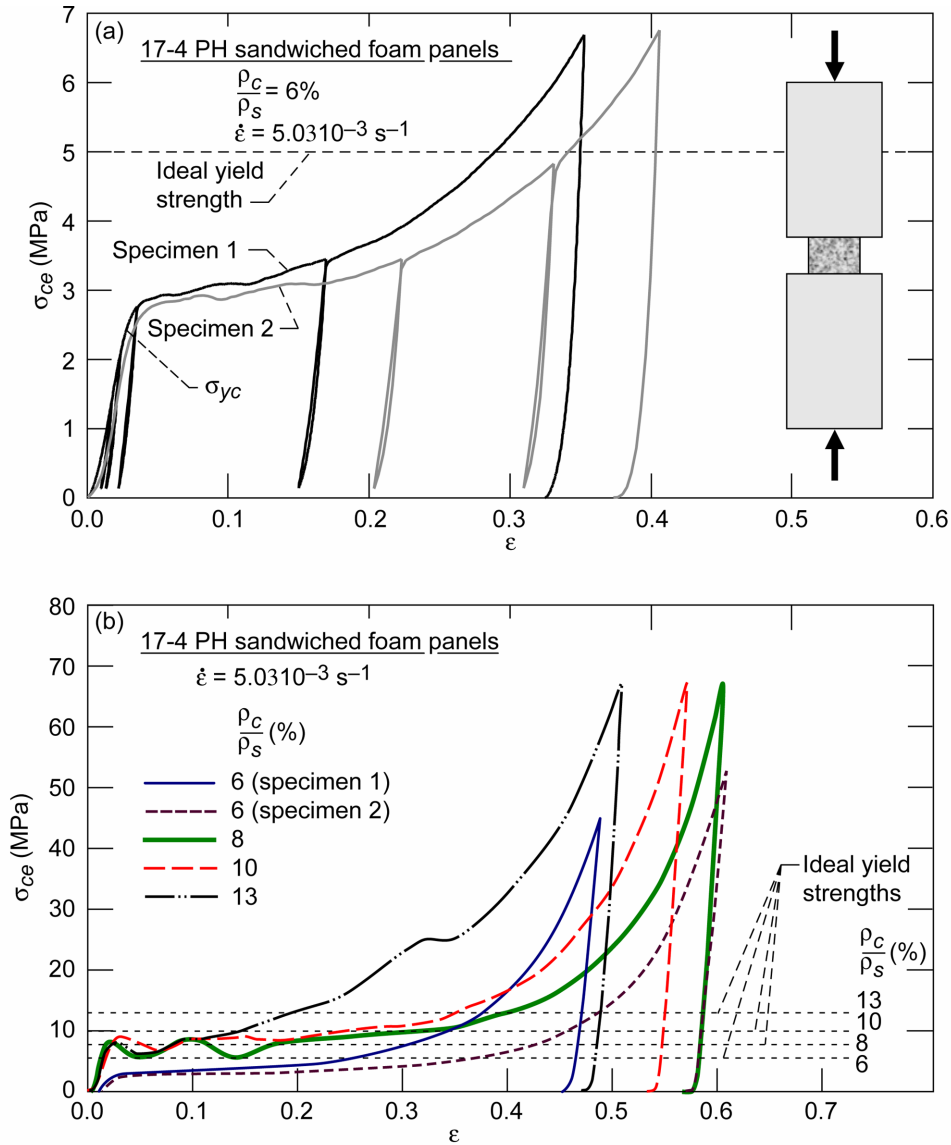 (a)
17-4 PH sandwiched foam panels
ρc
ρs = 6%
ε̇ = 5.0310–3 s–1
Ideal yield
strength
Specimen 1
Specimen 2
σyc
σce (MPa)
7
6
5
4
3
2
1
0
0.0 0.1 0.2 0.3 0.4 0.5 0.6
ε
(b)
17-4 PH sandwiched foam panels
ε̇ = 5.0310–3 s–1
ρc
ρs (%)
6 (specimen 1)
6 (specimen 2)
8
10
13
Ideal yield
strengths
ρc
ρs (%)
13
10
8
6
σce (MPa)
80
70
60
50
40
30
20
10
0
0.0 0.1 0.2 0.3 0.4 0.5 0.6 0.7
ε